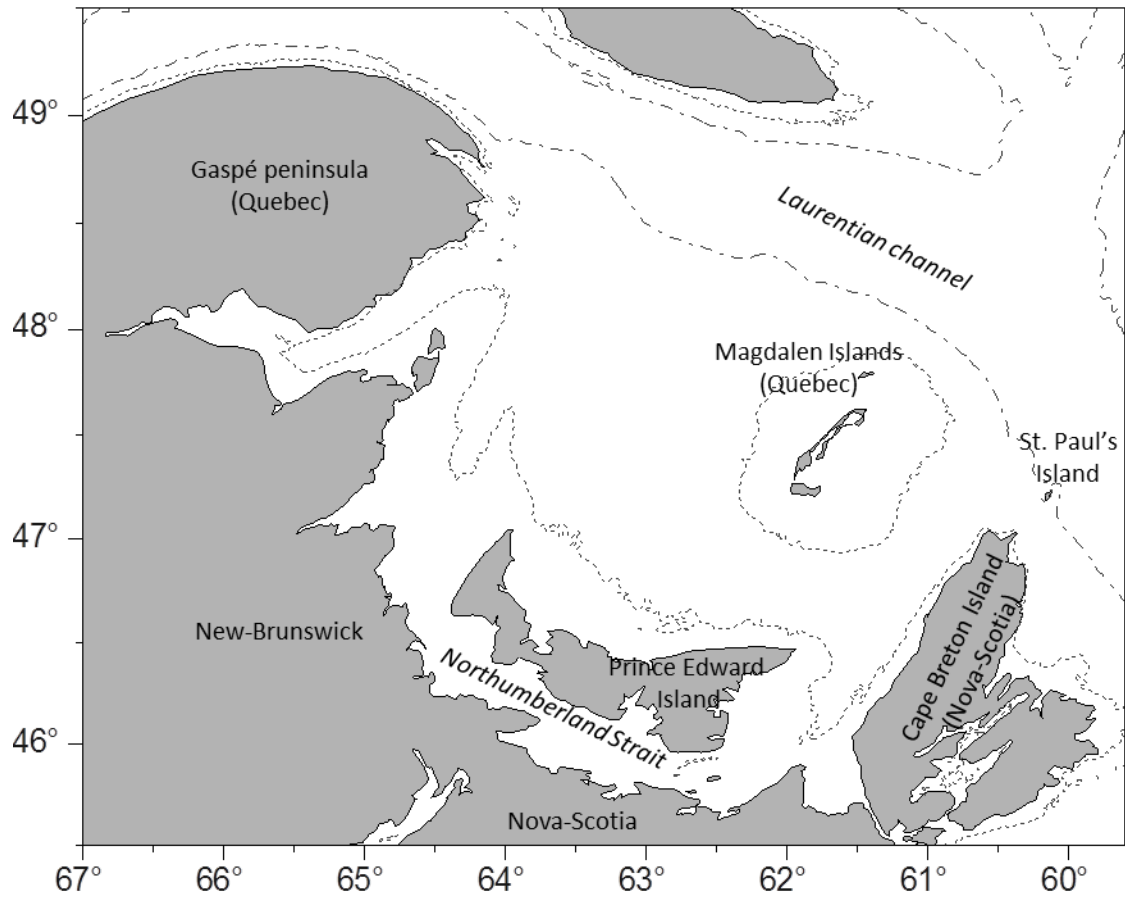 49°
Gaspé peninsula
(Quebec)
Laurentian channel
48°
Magdalen Islands
(Quebec)
St. Paul's
Island
47°
New-Brunswick
Northumberland Strait
Prince Edward
Island
Cape Breton Island
(Nova-Scotia)
46°
Nova-Scotia
67° 66° 65° 64° 63° 62° 61° 60°